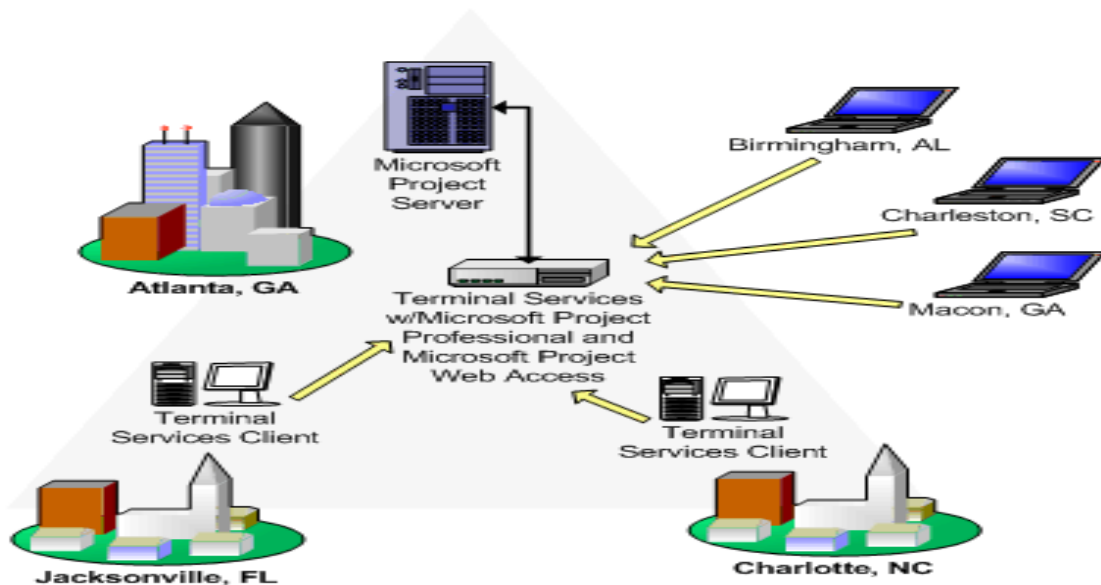 Microsoft
Project
Server
Birmingham, AL
Charleston, SC
Atlanta, GA
Macon, GA
Terminal Services
w/Microsoft Project
Professional and
Microsoft Project
Web Access
Terminal
Services Client
Terminal
Services Client
Jacksonville, FL
Charlotte, NC